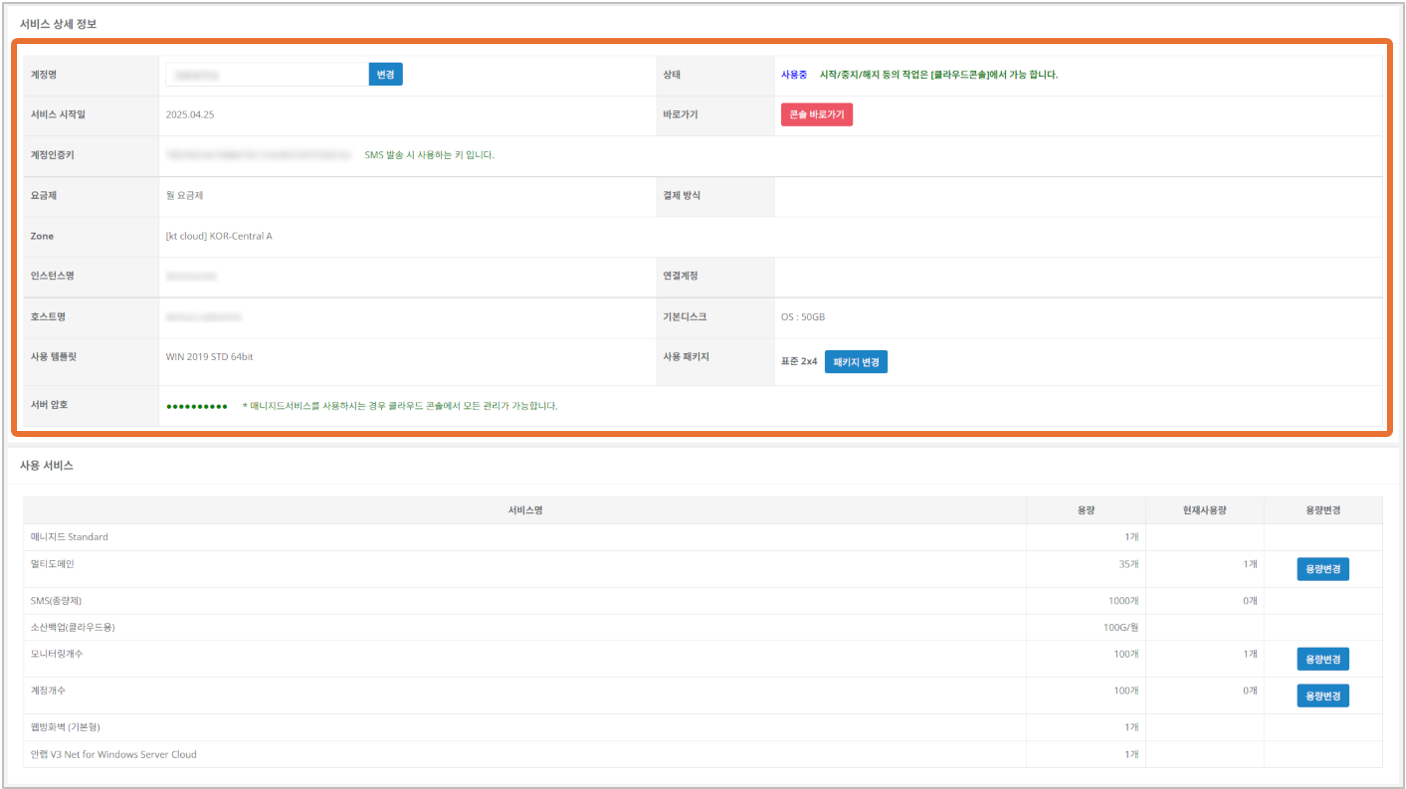 서비스 상세 정보
계정명 변경 상태 사용중 시작/중지/해지 등의 작업은 [클라우드콘솔]에서 가능 합니다.
서비스 시작일 2025.04.25 바로가기 콘솔 바로가기
계정인증키 SMS 발송 시 사용하는 키 입니다.
요금제 월 요금제 결제 방식
Zone [kt cloud] KOR-Central A
인스턴스명 연결계정
호스트명 기본디스크 OS : 50GB
사용 템플릿 WIN 2019 STD 64bit 사용 패키지 표준 2x4 패키지 변경
서버 암호 ●●●●●●●●●● * 매니지드서비스를 사용하시는 경우 클라우드 콘솔에서 모든 관리가 가능합니다.
사용 서비스
서비스명 용량 현재사용량 용량변경
매니지드 Standard 1개
멀티도메인 35개 1개 용량변경
SMS(종량제) 1000개 0개
소산백업(클라우드용) 100G/월
모니터링개수 100개 1개 용량변경
계정개수 100개 0개 용량변경
웹방화벽 (기본형) 1개
안랩 V3 Net for Windows Server Cloud 1개